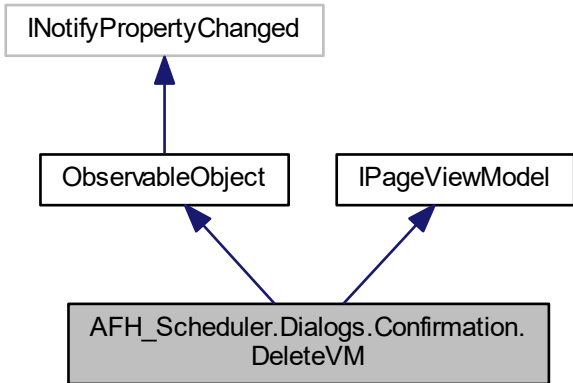 INotifyPropertyChanged
ObservableObject
IPageViewModel
AFH_Scheduler.Dialogs.Confirmation.
DeleteVM